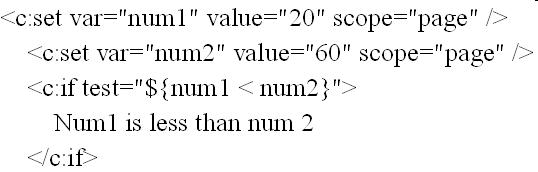 <c:set var="num1" value="20" scope="page" />
<c:set var="num2" value="60" scope="page" />
<c:if test="${num1 < num2}">
Num1 is less than num 2
</c:if>